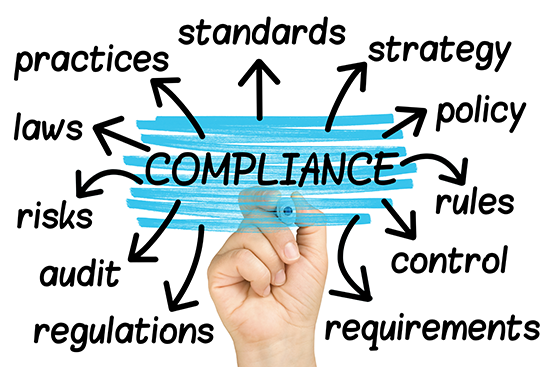 standards
practices
strategy
laws
policy
COMPLIANCE
risks
rules
audit
control
regulations
requirements